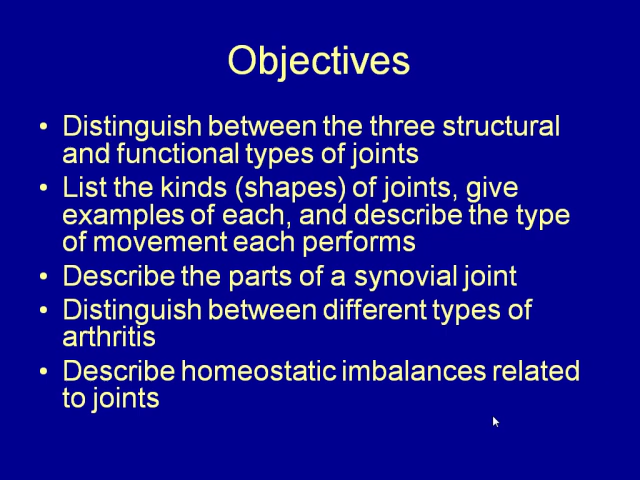 Objectives
• Distinguish between the three structural
and functional types of joints
• List the kinds (shapes) of joints, give
examples of each, and describe the type
of movement each performs
• Describe the parts of a synovial joint
• Distinguish between different types of
arthritis
• Describe homeostatic imbalances related
to joints